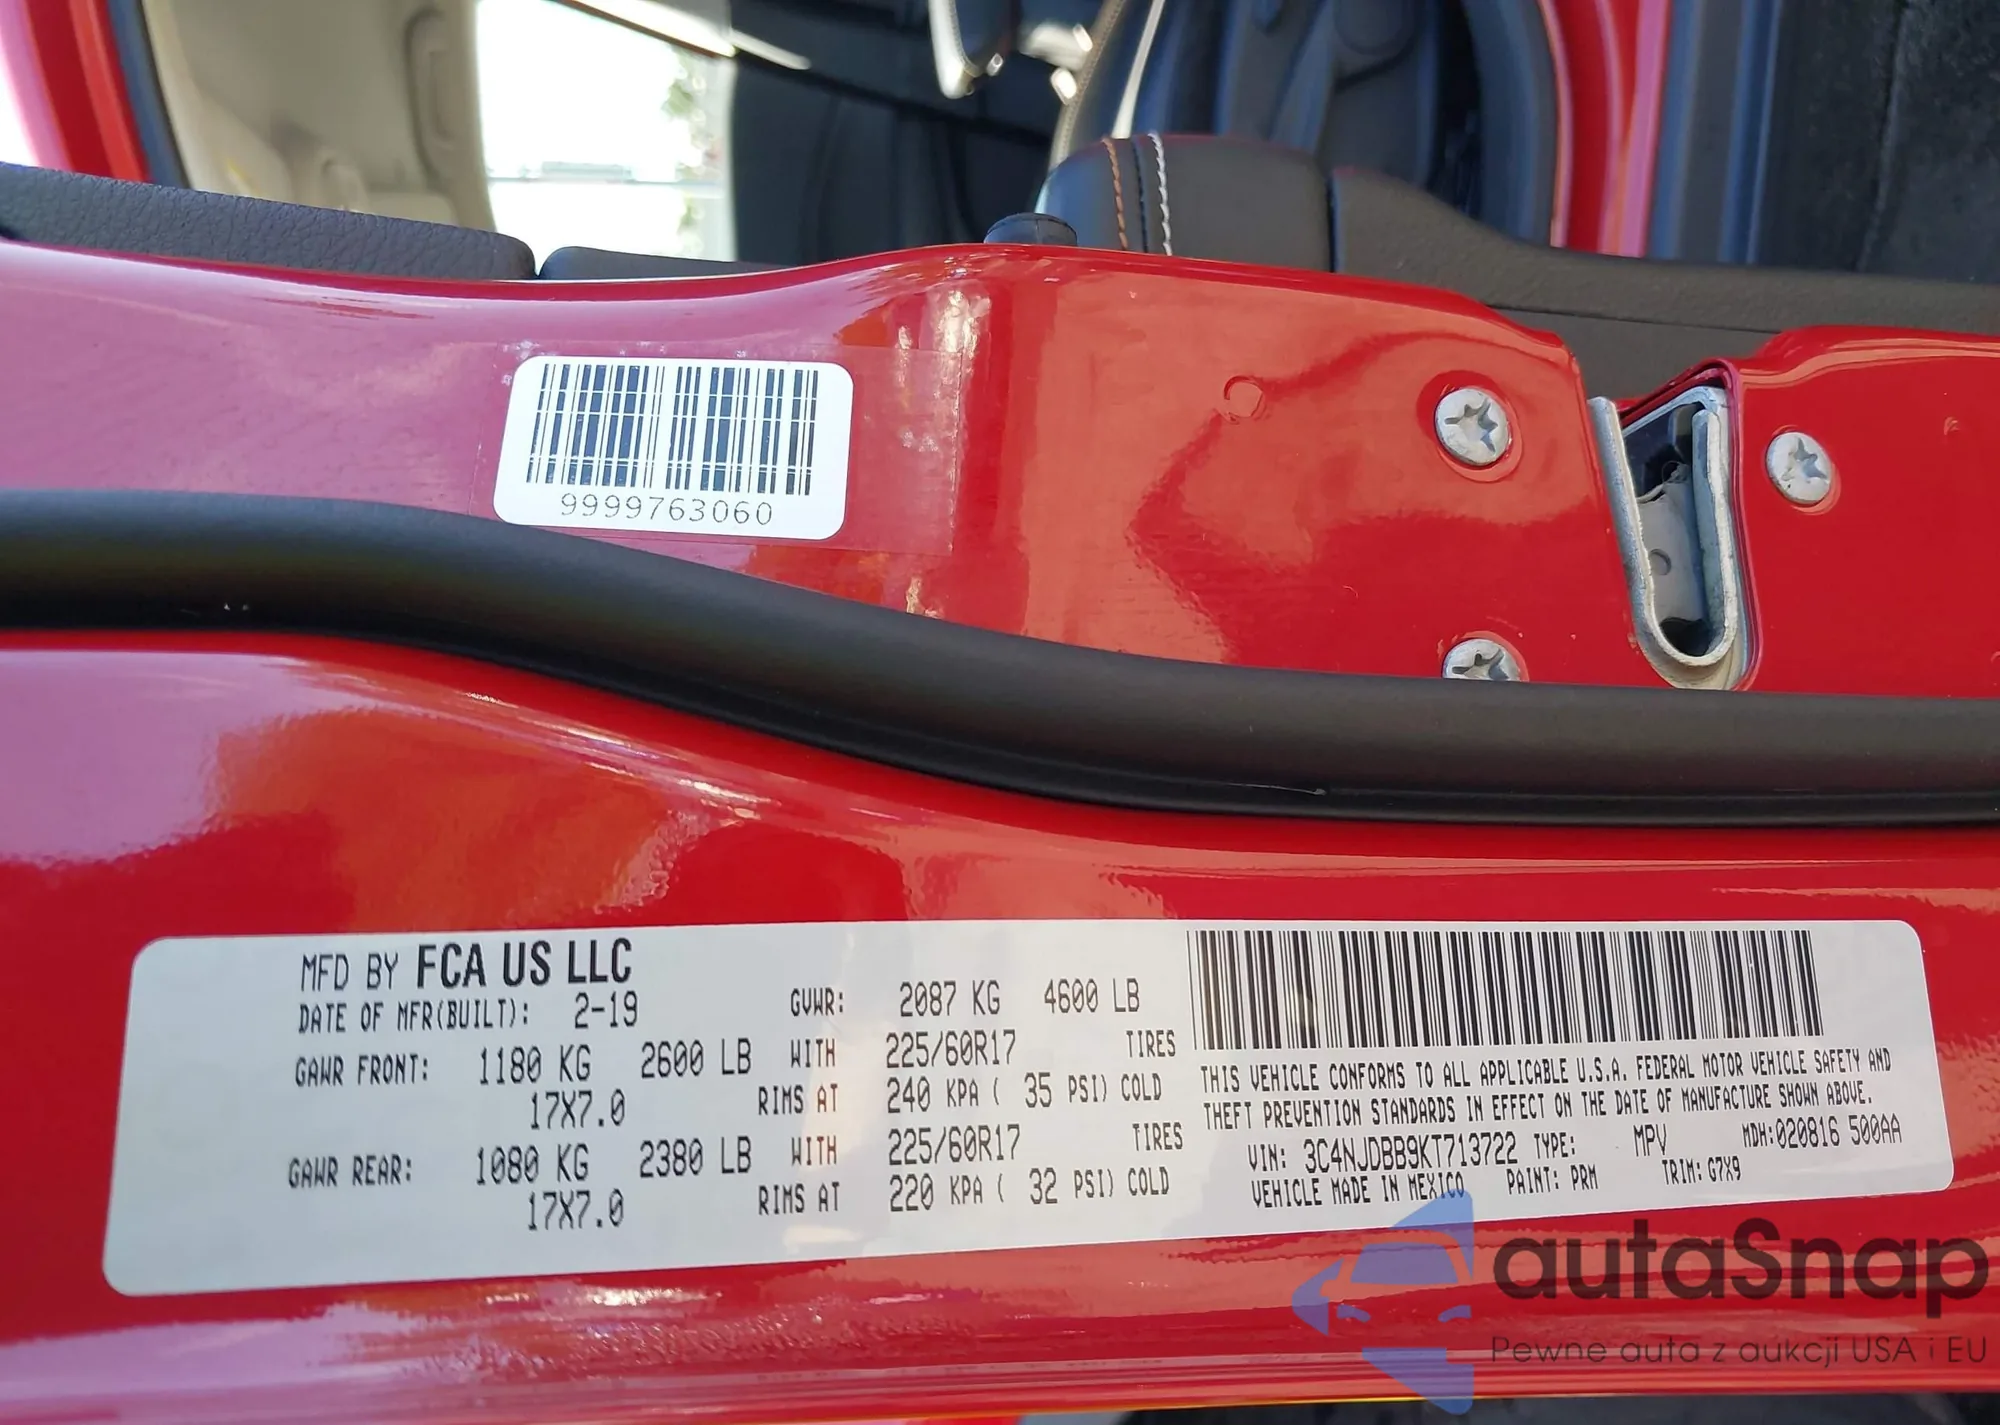 9999763060
MFD BY FCA US LLC
DATE OF MFR(BUILT): 2-19 GVWR: 2087 KG 4600 LB
GAWR FRONT: 1180 KG 2600 LB WITH 225/60R17 TIRES
17X7.0 RIMS AT 240 KPA ( 35 PSI) COLD
GAWR REAR: 1080 KG 2380 LB WITH 225/60R17 TIRES
17X7.0 RIMS AT 220 KPA ( 32 PSI) COLD
THIS VEHICLE CONFORMS TO ALL APPLICABLE U.S.A. FEDERAL MOTOR VEHICLE SAFETY AND
THEFT PREVENTION STANDARDS IN EFFECT ON THE DATE OF MANUFACTURE SHOWN ABOVE.
VIN: 3C4NJDBB9KT713722 TYPE: MPV MDH:020816 500AA
VEHICLE MADE IN MEXICO PAINT: PRM TRIM: G7X9
autaSnap
Pewne auta z aukcji USA i EU